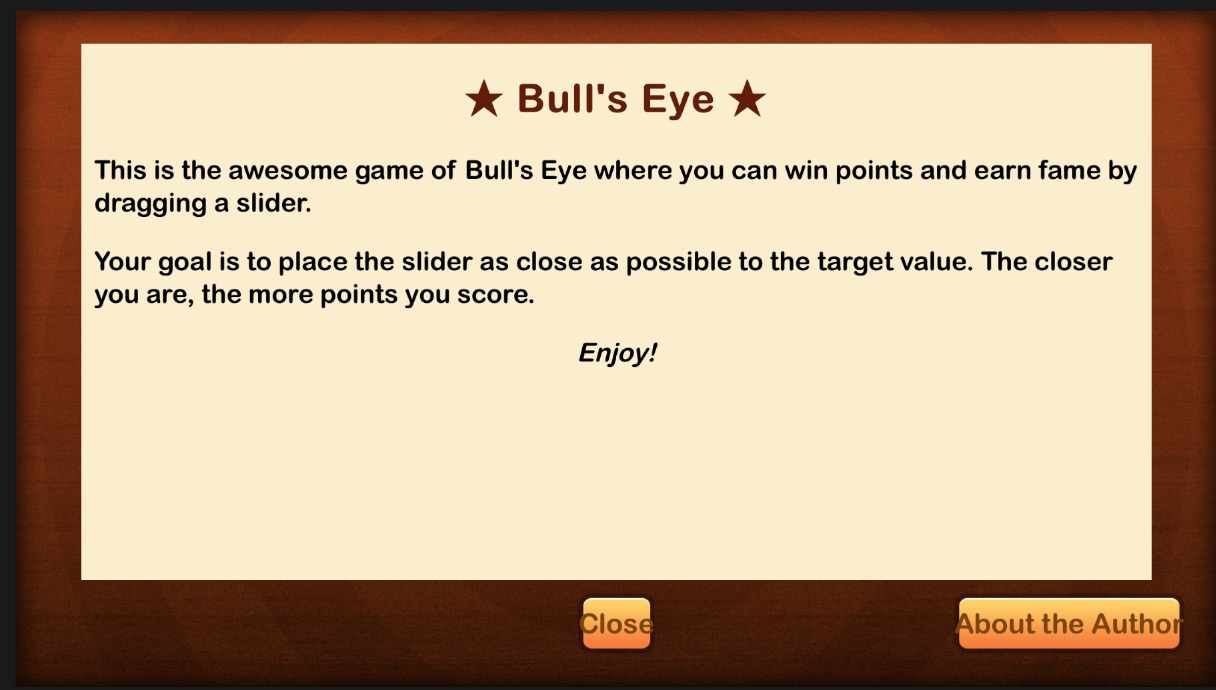 ★ Bull's Eye ★
This is the awesome game of Bull's Eye where you can win points and earn fame by
dragging a slider.
Your goal is to place the slider as close as possible to the target value. The closer
you are, the more points you score.
Enjoy!
Close
About the Author